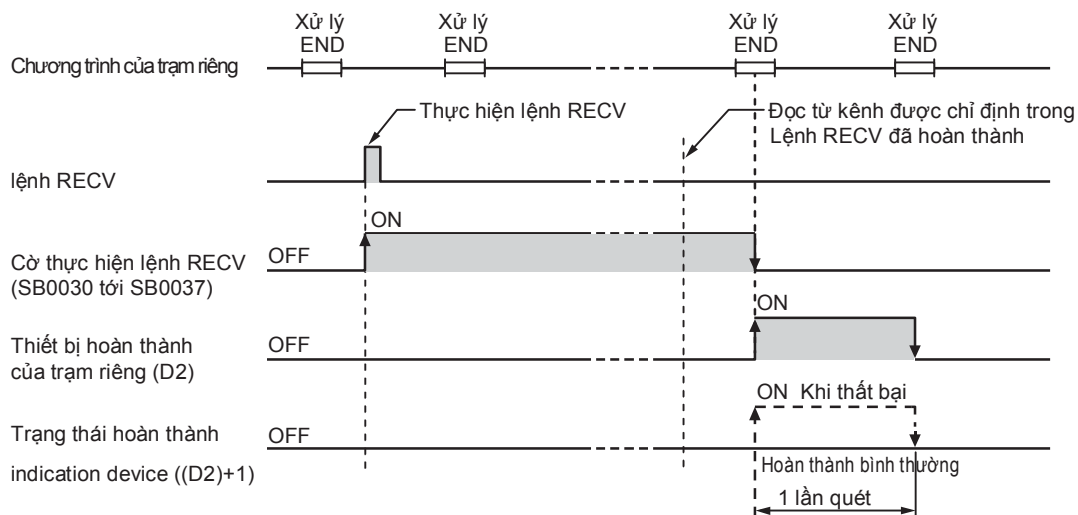 Xử lý
END
Xử lý
END
Xử lý
END
Xử lý
END
Chương trình của trạm riêng
Thực hiện lệnh RECV
Đọc từ kênh được chỉ định trong
Lệnh RECV đã hoàn thành
lệnh RECV
ON
Cờ thực hiện lệnh RECV
(SB0030 tới SB0037)
OFF
ON
Thiết bị hoàn thành
của trạm riêng (D2)
OFF
ON Khi thất bại
Trạng thái hoàn thành
indication device ((D2)+1)
OFF
Hoàn thành bình thường
1 lần quét